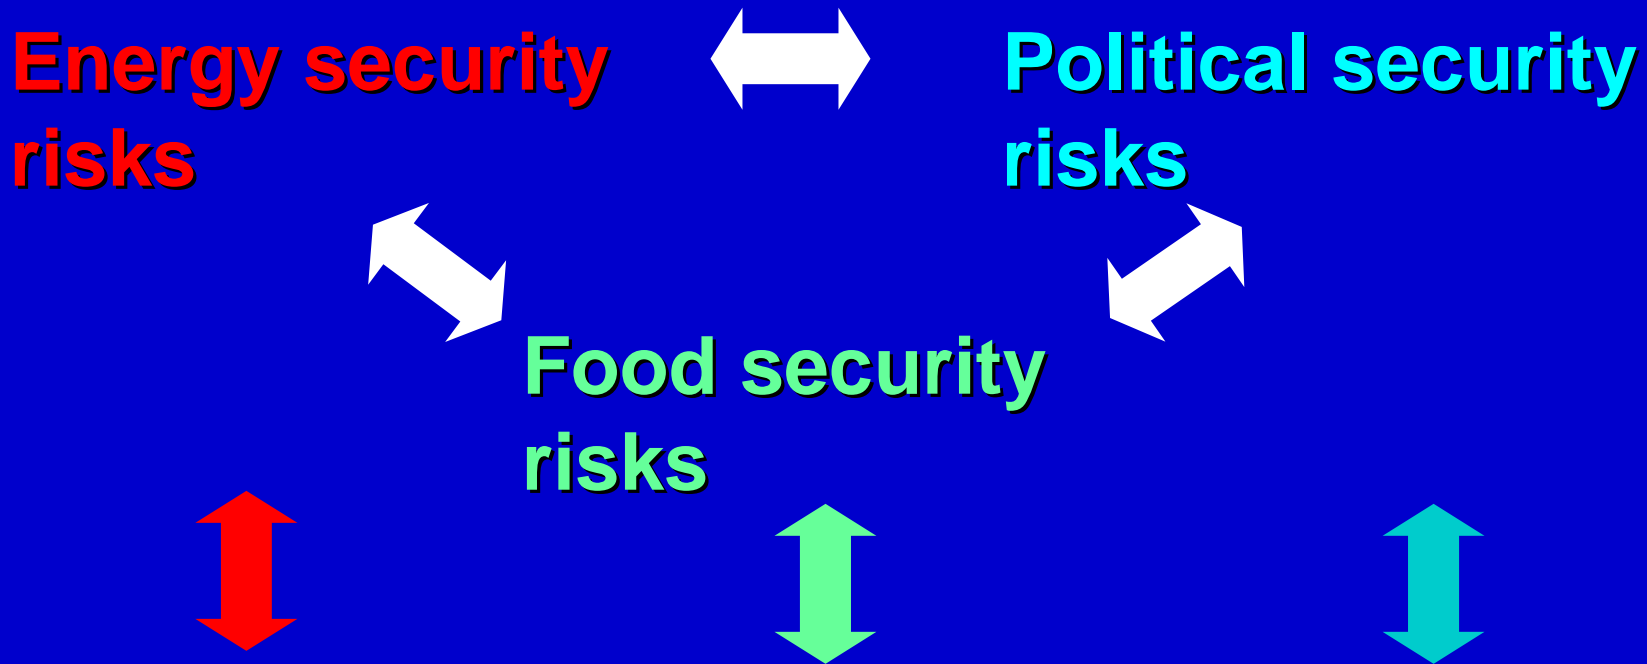 Energy security
risks
Political security
risks
Food security
risks